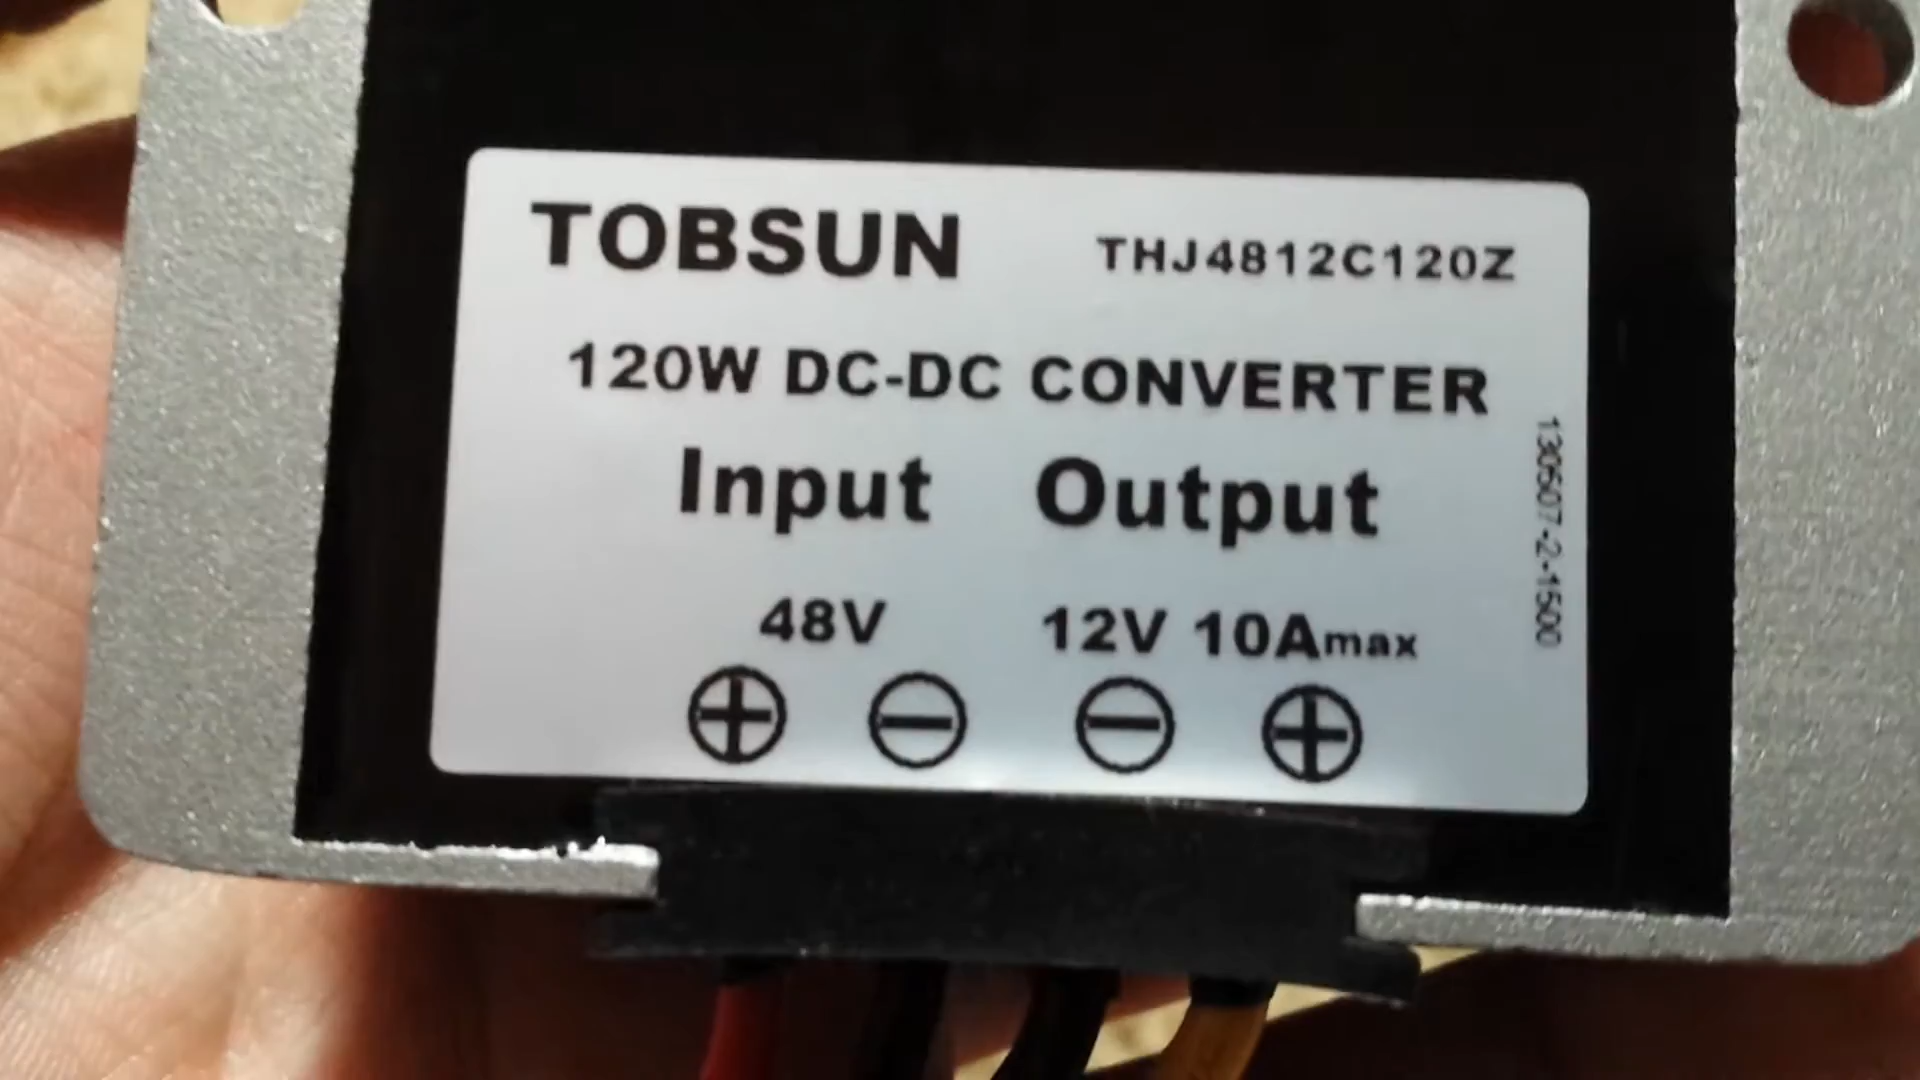 TOBSUN THJ4812C120Z
120W DC-DC CONVERTER
Input Output
48V 12V 10Amax
130507-2-1500